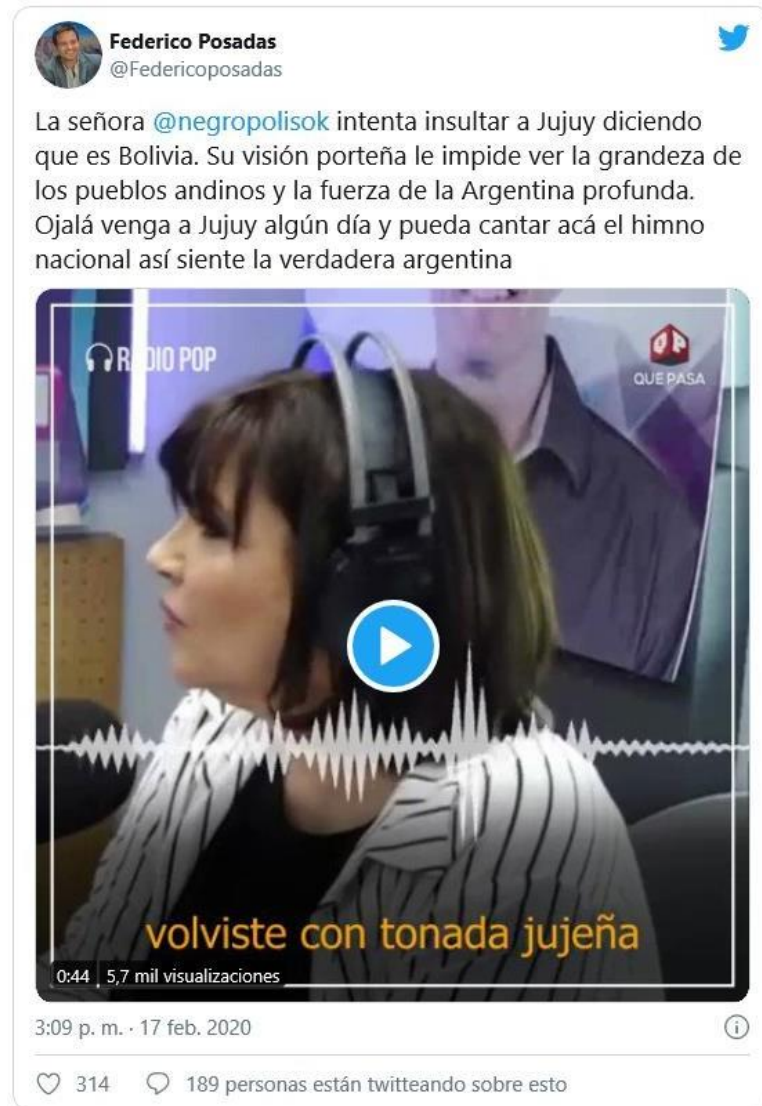 Federico Posadas
@Federicoposadas
La señora @negropolisok intenta insultar a Jujuy diciendo
que es Bolivia. Su visión porteña le impide ver la grandeza de
los pueblos andinos y la fuerza de la Argentina profunda.
Ojalá venga a Jujuy algún día y pueda cantar acá el himno
nacional así siente la verdadera argentina
RADIO POP
QP
QUE PASA
volviste con tonada jujeña
0:44 5,7 mil visualizaciones
3:09 p. m. · 17 feb. 2020
314 189 personas están twitteando sobre esto